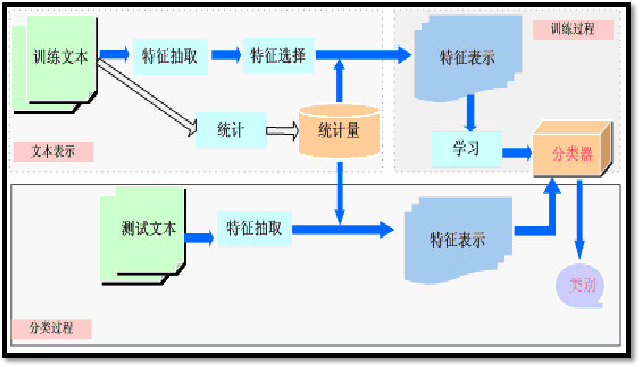 训练文本
特征抽取
特征选择
特征表示
训练过程
统计
统计量
学习
分类器
文本表示
测试文本
特征抽取
特征表示
类别
分类过程